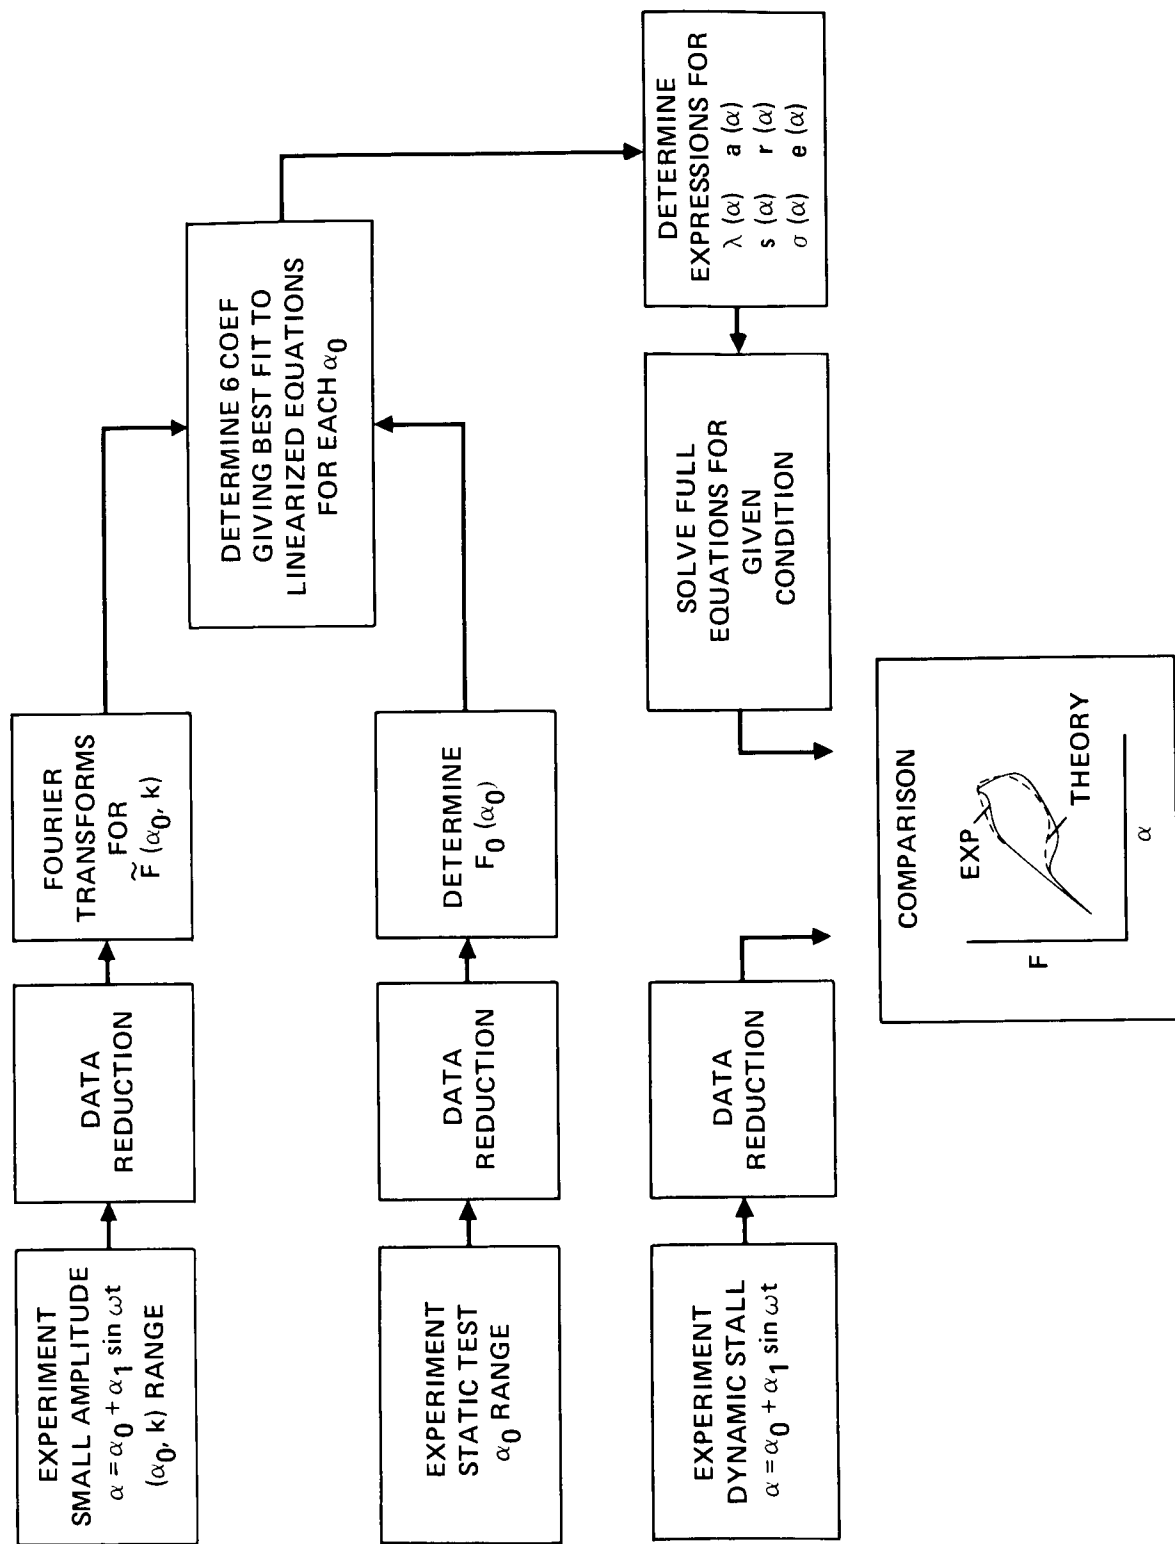 EXPERIMENT
SMALL AMPLITUDE
α = α0 + α1 sin ωt
(α0, k) RANGE
DATA
REDUCTION
FOURIER
TRANSFORMS
FOR
F̃ (α0, k)
EXPERIMENT
STATIC TEST
α0 RANGE
DATA
REDUCTION
DETERMINE
F0 (α0)
DETERMINE 6 COEF
GIVING BEST FIT TO
LINEARIZED EQUATIONS
FOR EACH α0
DETERMINE
EXPRESSIONS FOR
λ (α) a (α)
s (α) r (α)
σ (α) e (α)
SOLVE FULL
EQUATIONS FOR
GIVEN
CONDITION
EXPERIMENT
DYNAMIC STALL
α = α0 + α1 sin ωt
DATA
REDUCTION
COMPARISON
F
EXP
THEORY
α